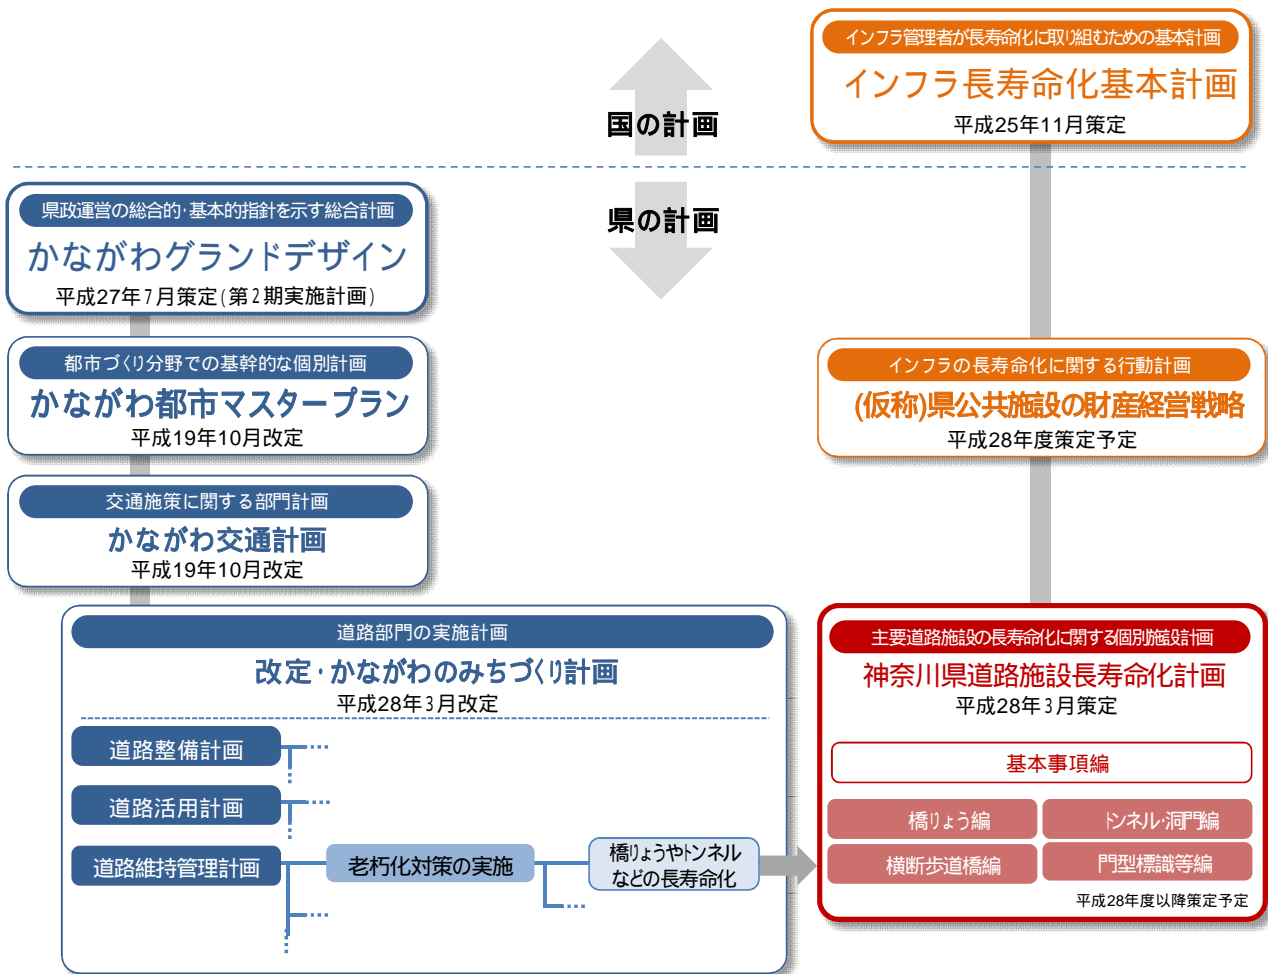 インフラ管理者が長寿命化に取り組むための基本計画
インフラ長寿命化基本計画
平成25年11月策定
国の計画
県の計画
県政運営の総合的・基本的指針を示す総合計画
かながわグランドデザイン
平成27年7月策定(第2期実施計画)
都市づくり分野での基幹的な個別計画
かながわ都市マスタープラン
平成19年10月改定
交通施策に関する部門計画
かながわ交通計画
平成19年10月改定
インフラの長寿命化に関する行動計画
(仮称)県公共施設の財産経営戦略
平成28年度策定予定
道路部門の実施計画
改定・かながわのみちづくり計画
平成28年3月改定
道路整備計画
道路活用計画
道路維持管理計画
老朽化対策の実施
橋りょうやトンネル
などの長寿命化
主要道路施設の長寿命化に関する個別施設計画
神奈川県道路施設長寿命化計画
平成28年3月策定
基本事項編
橋りょう編
トンネル・洞門編
横断歩道橋編
門型標識等編
平成28年度以降策定予定